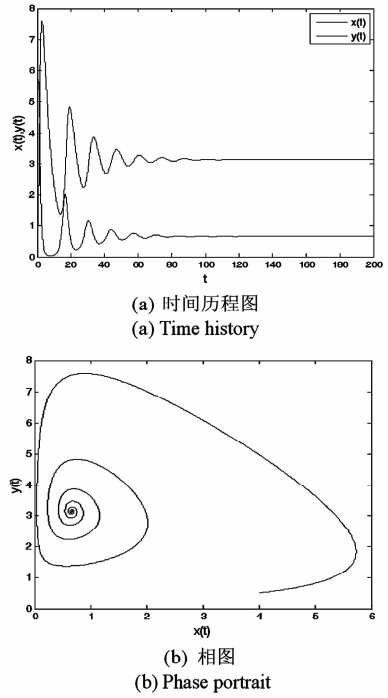 8
7
6
5
4
3
2
1
0
x(t),y(t)
x(t)
y(t)
0 20 40 60 80 100 120 140 160 180 200
t
(a) 时间历程图
(a) Time history
8
7
6
5
4
3
2
1
0
y(t)
0 1 2 3 4 5 6
x(t)
(b) 相图
(b) Phase portrait